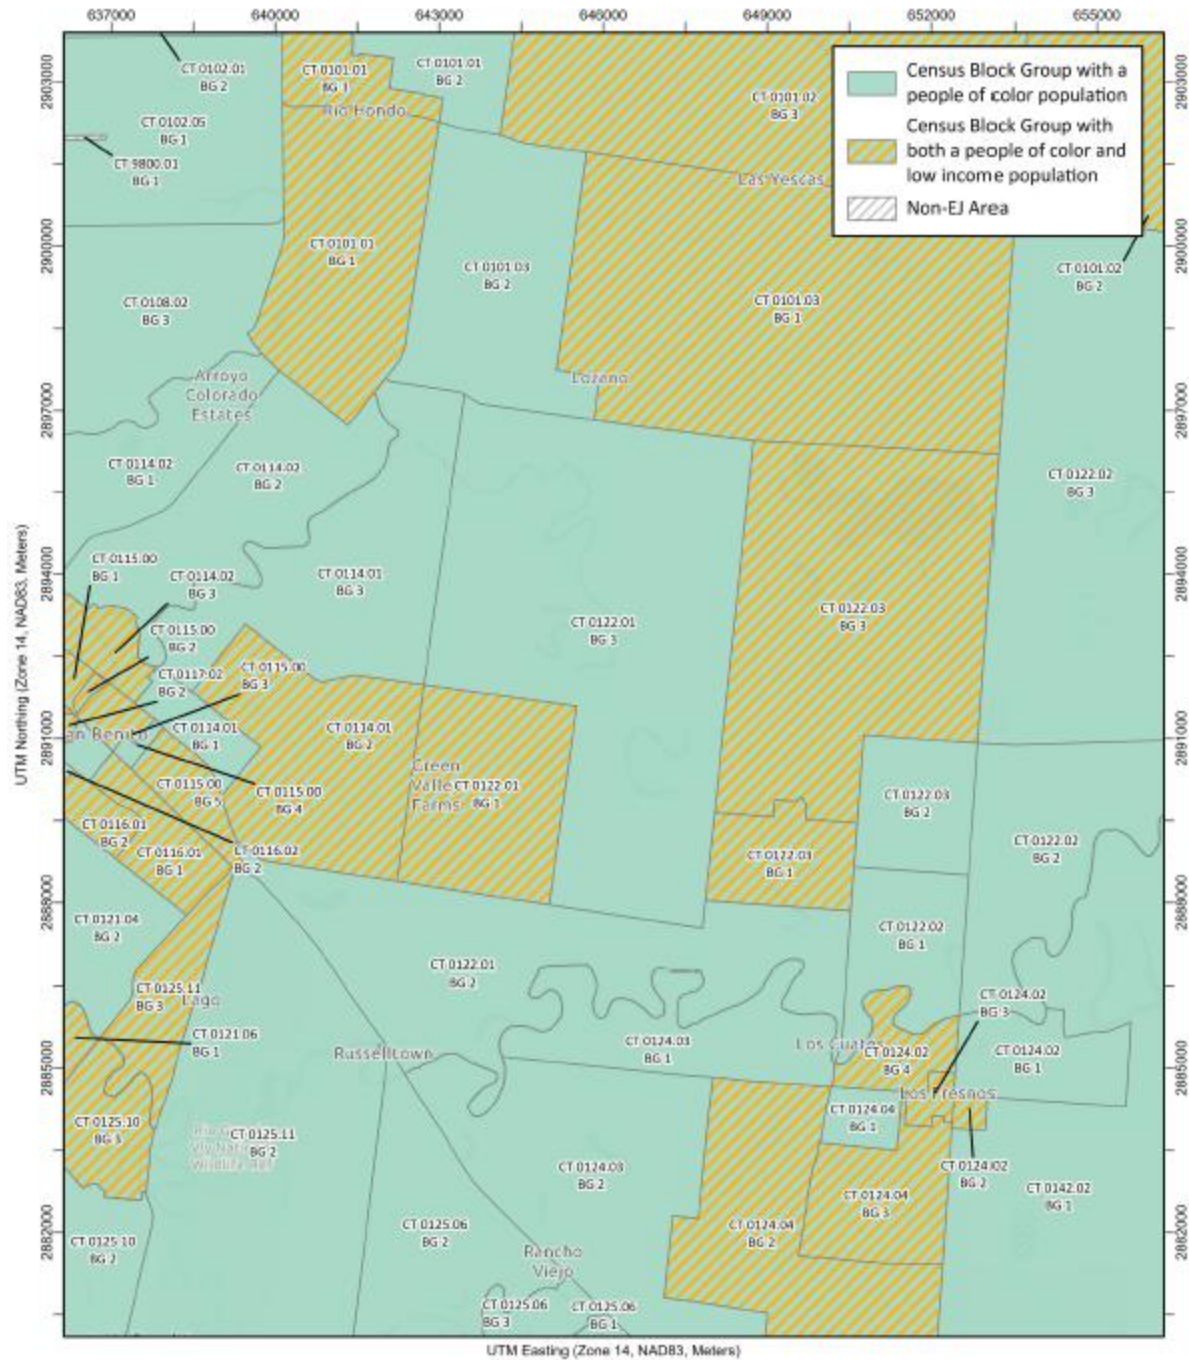 637000 640000 643000 646000 649000 652000 655000
CT 0102.01
BG 2
CT 0101.01
BG 1
CT 0101.01
BG 2
Rio Hondo
CT 0101.02
BG 3
Census Block Group with a
people of color population
Census Block Group with
both a people of color and
low income population
Non-EJ Area
CT 0102.05
BG 1
CT 9800.01
BG 1
Las Yescas
CT 0101.01
BG 1
CT 0101.03
BG 2
CT 0101.02
BG 2
CT 0108.02
BG 3
CT 0101.03
BG 1
Arroyo
Colorado
Estates
Lozano
CT 0114.02
BG 1
CT 0114.02
BG 2
CT 0122.02
BG 3
CT 0115.00
BG 1
CT 0114.02
BG 3
CT 0114.01
BG 3
CT 0115.00
BG 2
CT 0122.01
BG 3
CT 0122.03
BG 3
CT 0117.02
BG 2
CT 0115.00
BG 3
an Benito
CT 0114.01
BG 1
CT 0114.01
BG 2
Green
Valle
Farms
CT 0122.01
BG 1
CT 0115.00
BG 5
CT 0115.00
BG 4
CT 0122.03
BG 2
CT 0116.01
BG 2
CT 0116.01
BG 1
CT 0116.02
BG 2
CT 0122.03
BG 1
CT 0122.02
BG 2
CT 0121.04
BG 2
CT 0122.02
BG 1
CT 0122.01
BG 2
CT 0125.11
BG 3
Lago
CT 0121.06
BG 1
Russelltown
CT 0124.03
BG 1
Los Cuates
CT 0124.02
BG 4
CT 0124.02
BG 3
CT 0124.02
BG 1
Los Fresnos
CT 0125.10
BG 3
CT 0125.11
BG 2
Wildlife Ref
CT 0124.04
BG 1
CT 0124.03
BG 2
CT 0124.02
BG 2
CT 0142.02
BG 1
CT 0124.04
BG 3
CT 0124.04
BG 2
CT 0125.10
BG 2
CT 0125.06
BG 2
Rancho
Viejo
CT 0125.06
BG 3
CT 0125.06
BG 1
2903000
2900000
2897000
2894000
2891000
2888000
2885000
2882000
2903000
2900000
2897000
2894000
2891000
2888000
2885000
2882000
UTM Northing (Zone 14, NAD83, Meters)
UTM Easting (Zone 14, NAD83, Meters)